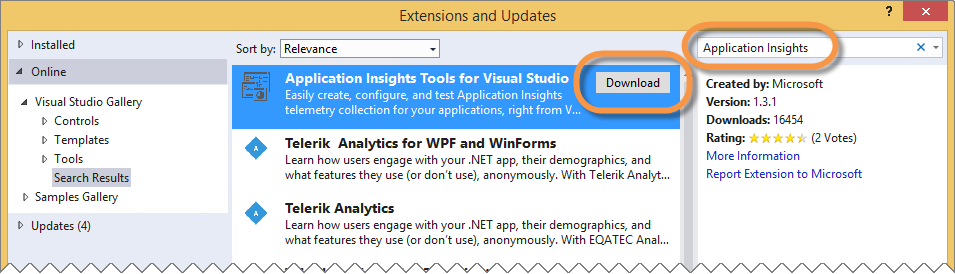 Extensions and Updates
?
Installed
Online
Visual Studio Gallery
Controls
Templates
Tools
Search Results
Samples Gallery
Updates (4)
Sort by: Relevance
Application Insights Tools for Visual Studio
Download
Easily create, configure, and test Application Insights
telemetry collection for your applications, right from V...
A
Telerik  Analytics for WPF and WinForms
Learn how users engage with your .NET app, their demographics, and
what features they use (or don't use), anonymously. With Telerik Analyt...
A
Telerik Analytics
Learn how users engage with your .NET app, their demographics, and
what features they use (or don't use), anonymously. With EQATEC Anal...
Application Insights
Created by: Microsoft
Version: 1.3.1
Downloads: 16454
Rating: (2 Votes)
More Information
Report Extension to Microsoft